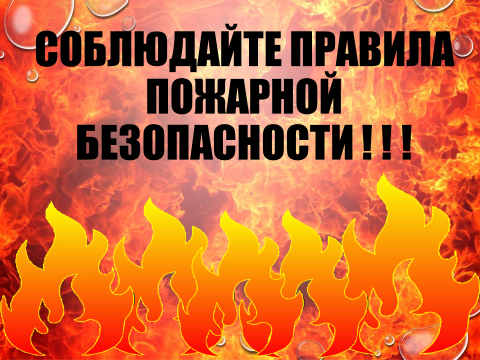 СОБЛЮДАЙТЕ ПРАВИЛА
ПОЖАРНОЙ
БЕЗОПАСНОСТИ ! ! !